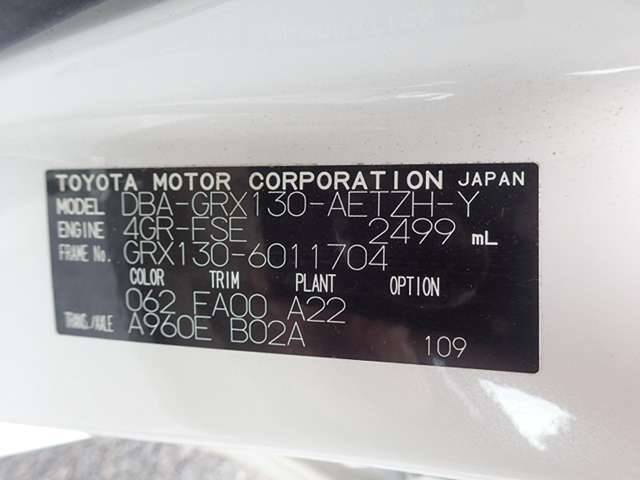 TOYOTA MOTOR CORPORATION JAPAN
MODEL DBA-GRX130-AETZH-Y
ENGINE 4GR-FSE 2499 mL
FRAME No. GRX130-6011704
COLOR TRIM PLANT OPTION
062 FA00 A22
TRANS./AXLE A960E B02A
109